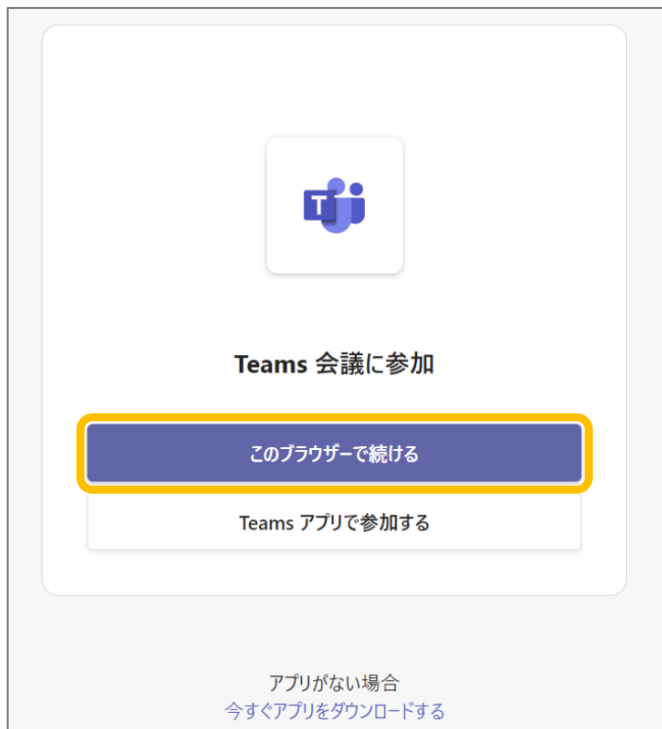 T
Teams 会議に参加
このブラウザーで続ける
Teams アプリで参加する
アプリがない場合
今すぐアプリをダウンロードする